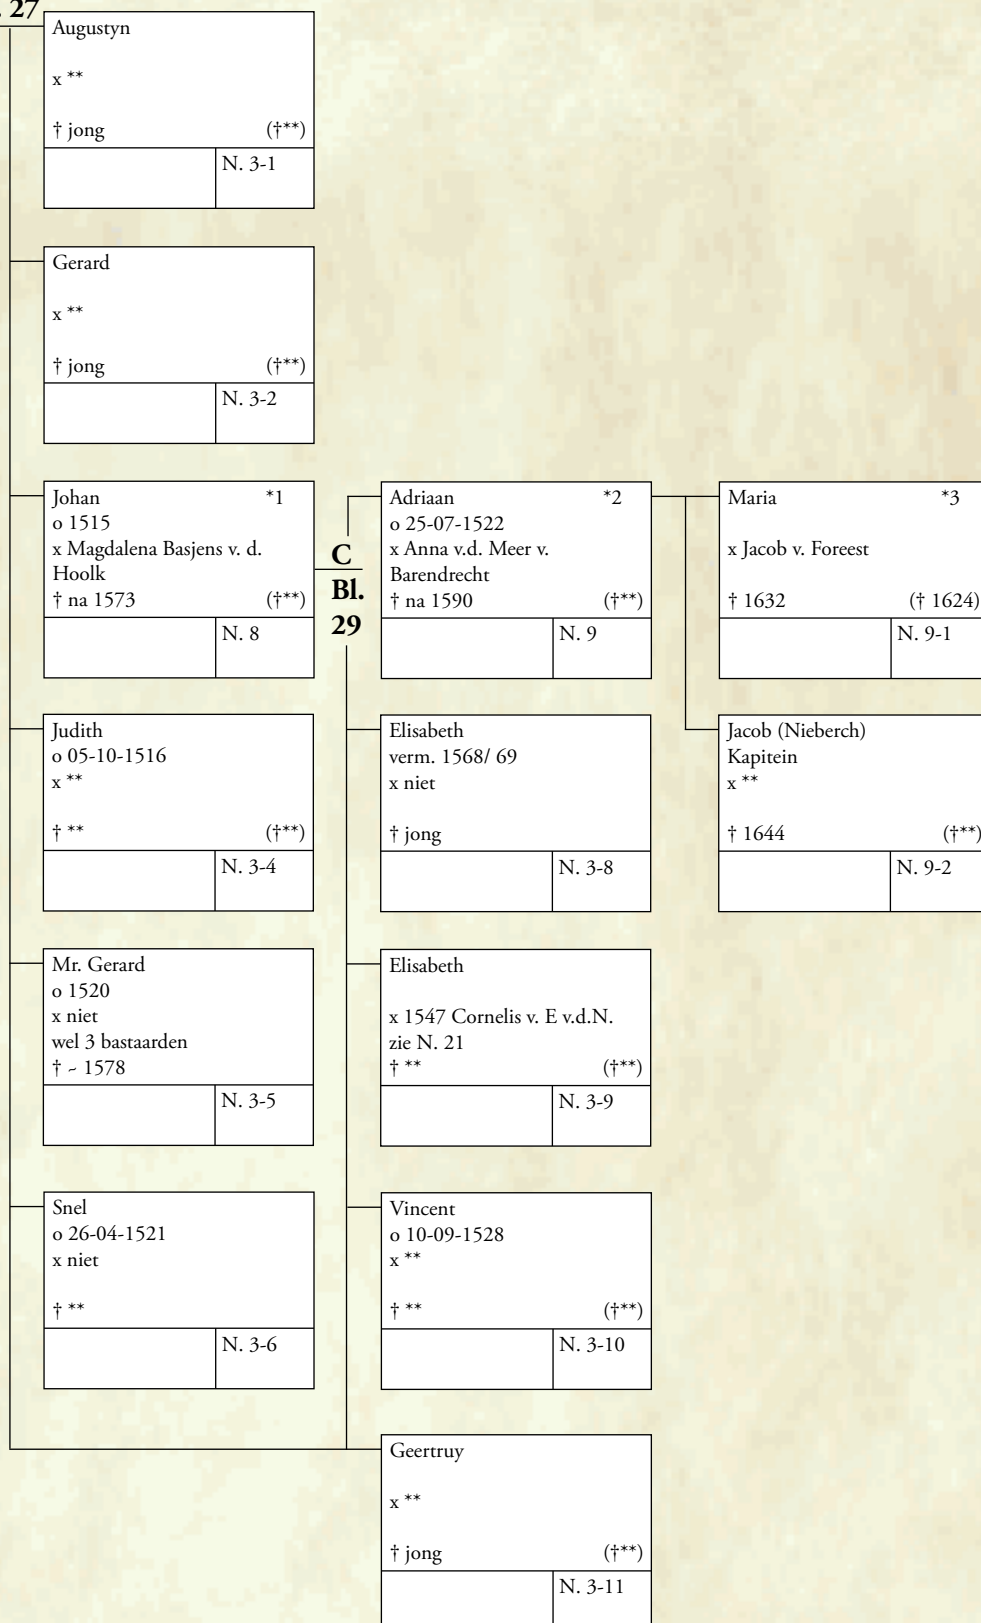 . 27
Augustyn
x **
† jong (†**)
N. 3-1
Gerard
x **
† jong (†**)
N. 3-2
Johan *1
o 1515
x Magdalena Basjens v. d.
Hoolk
† na 1573 (†**)
N. 8
Judith
o 05-10-1516
x **
† ** (†**)
N. 3-4
Mr. Gerard
o 1520
x niet
wel 3 bastaarden
† ~ 1578
N. 3-5
Snel
o 26-04-1521
x niet
† **
N. 3-6
C
Bl.
29
Adriaan *2
o 25-07-1522
x Anna v.d. Meer v.
Barendrecht
† na 1590 (†**)
N. 9
Elisabeth
verm. 1568/ 69
x niet
† jong
N. 3-8
Elisabeth
x 1547 Cornelis v. E v.d.N.
zie N. 21
† ** (†**)
N. 3-9
Vincent
o 10-09-1528
x **
† ** (†**)
N. 3-10
Geertruy
x **
† jong (†**)
N. 3-11
Maria *3
x Jacob v. Foreest
† 1632 († 1624)
N. 9-1
Jacob (Nieberch)
Kapitein
x **
† 1644 (†**)
N. 9-2